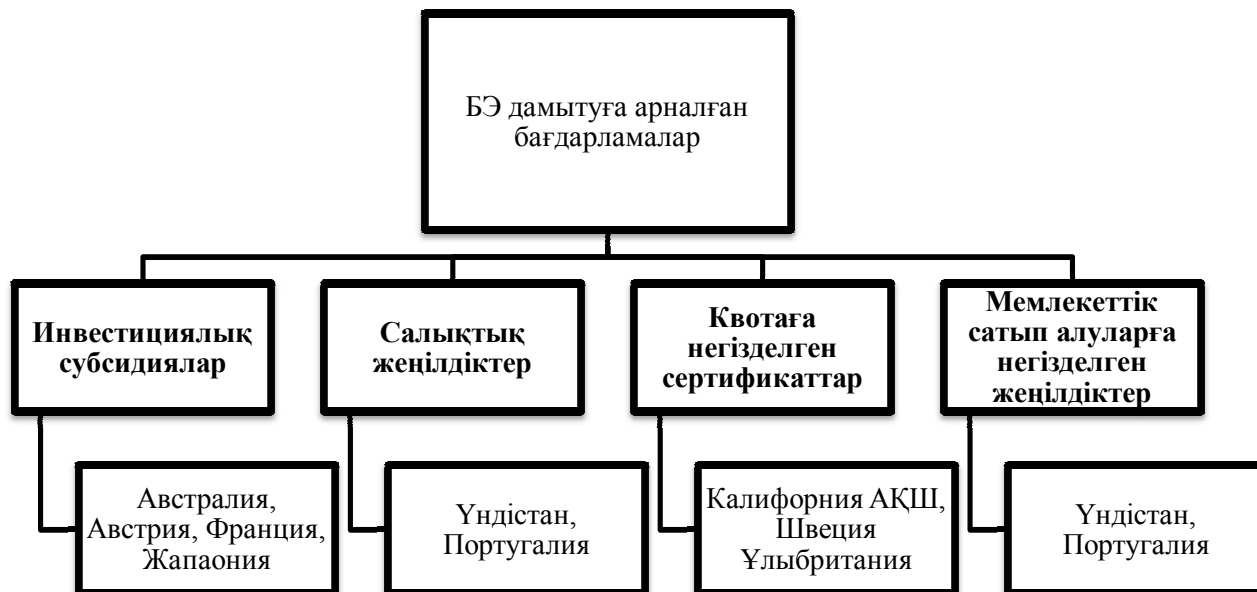 БЭ дамытуға арналған
бағдарламалар
Инвестициялық
субсидиялар
Салықтық
жеңілдіктер
Квотаға
негізделген
сертификаттар
Мемлекеттік
сатып алуларға
негізделген
жеңілдіктер
Австралия,
Австрия, Франция,
Жапаония
Үндістан,
Португалия
Калифорния АҚШ,
Швеция
Ұлыбритания
Үндістан,
Португалия